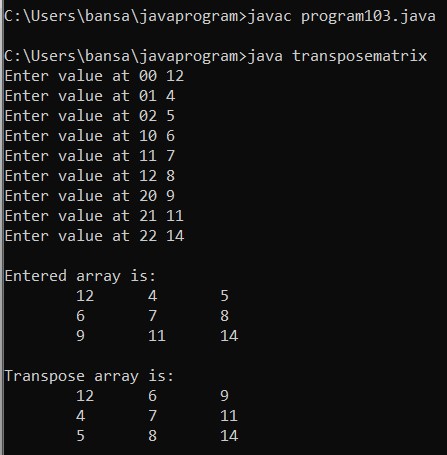 C:\Users\bansa\javaprogram>javac program103.java
C:\Users\bansa\javaprogram>java transposematrix
Enter value at 00 12
Enter value at 01 4
Enter value at 02 5
Enter value at 10 6
Enter value at 11 7
Enter value at 12 8
Enter value at 20 9
Enter value at 21 11
Enter value at 22 14
Entered array is:
12 4 5
6 7 8
9 11 14
Transpose array is:
12 6 9
4 7 11
5 8 14